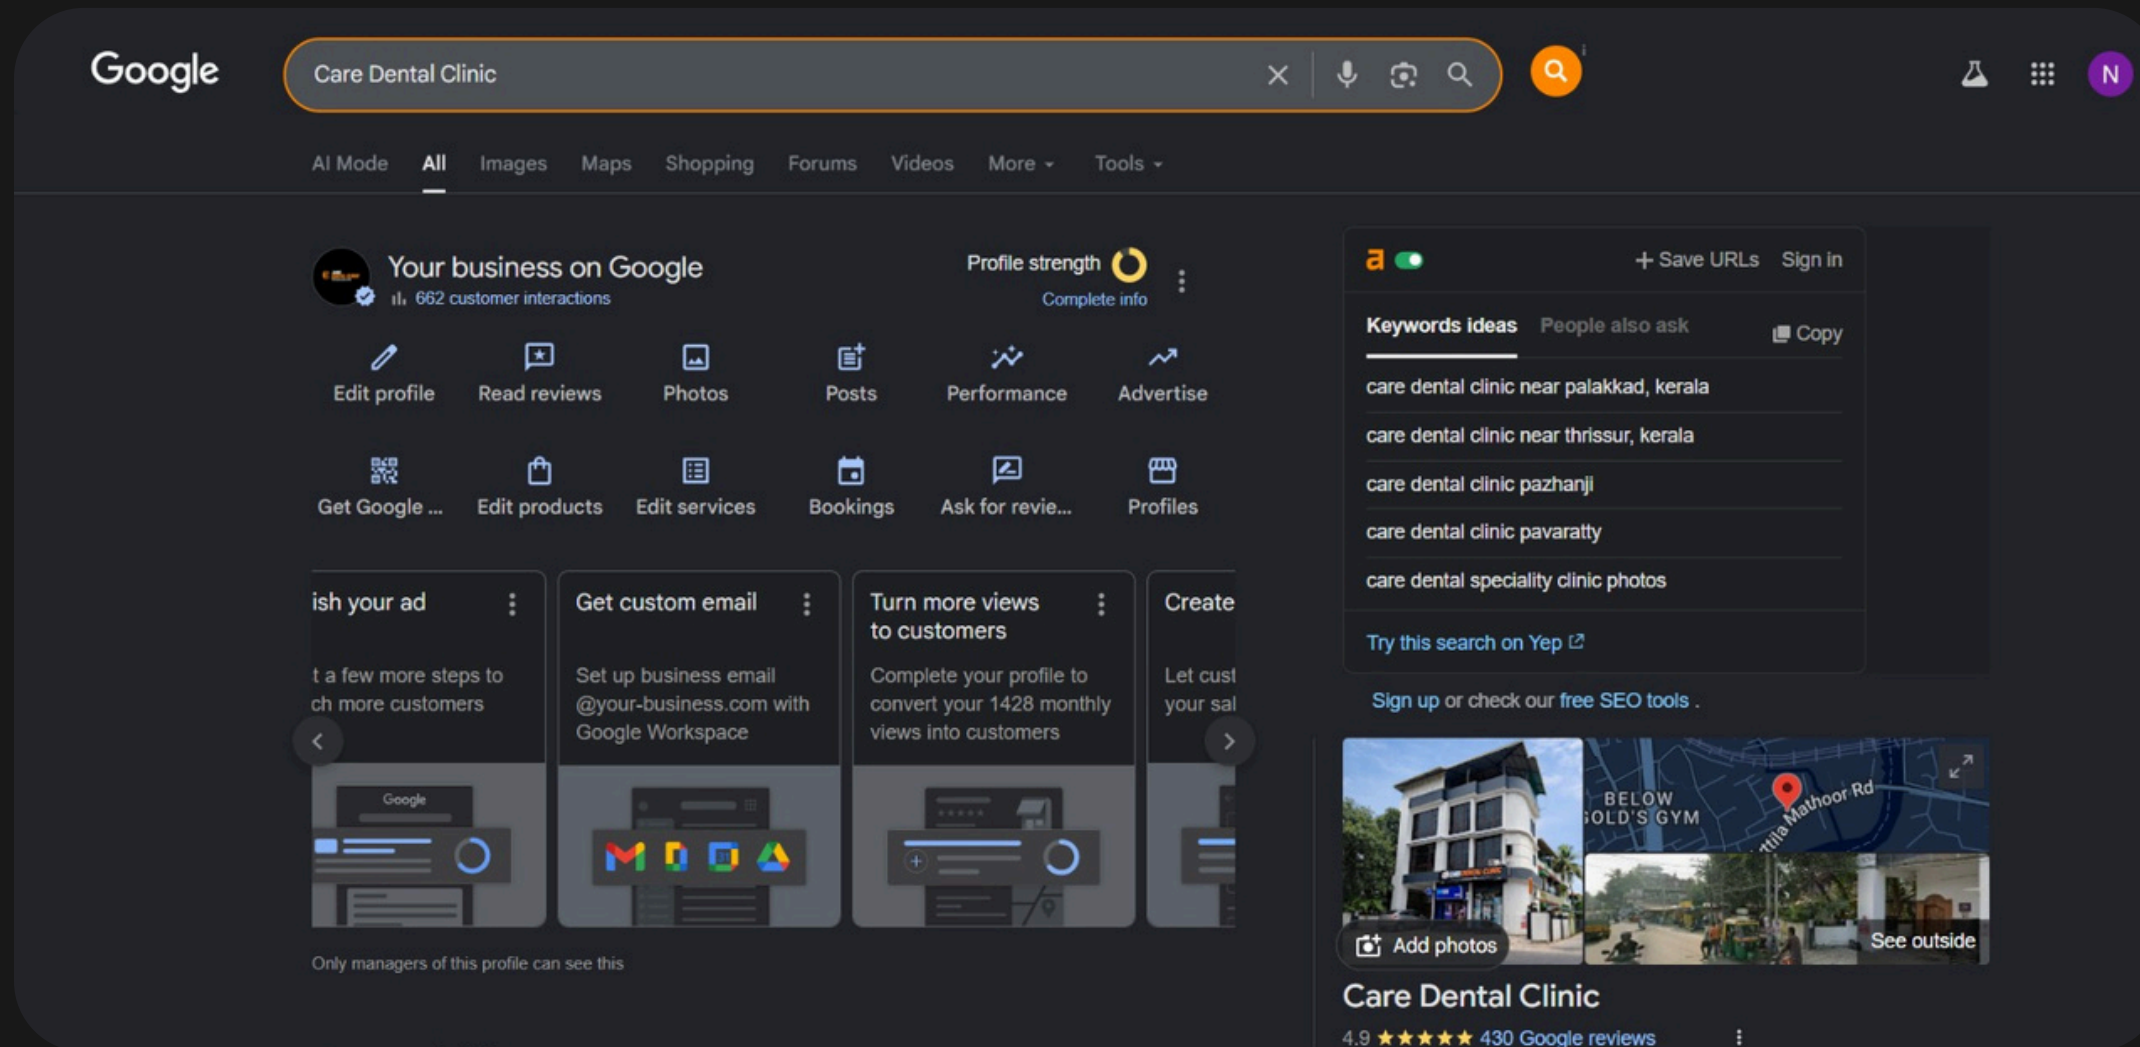 Google
Care Dental Clinic
N
AI Mode All Images Maps Shopping Forums Videos More Tools
Your business on Google
662 customer interactions
Profile strength
Complete info
Edit profile Read reviews Photos Posts Performance Advertise
Get Google ... Edit products Edit services Bookings Ask for revie... Profiles
ish your ad
t a few more steps to
ch more customers
Google
Get custom email
Set up business email
@your-business.com with
Google Workspace
31
Turn more views
to customers
Complete your profile to
convert your 1428 monthly
views into customers
Create
Let cust
your sal
Only managers of this profile can see this
a
+ Save URLs Sign in
Keywords ideas People also ask Copy
care dental clinic near palakkad, kerala
care dental clinic near thrissur, kerala
care dental clinic pazhanji
care dental clinic pavaratty
care dental speciality clinic photos
Try this search on Yep
Sign up or check our free SEO tools .
BELOW
GOLD'S GYM
Mathoor Rd
Add photos
See outside
Care Dental Clinic
4.9 ★★★★★ 430 Google reviews